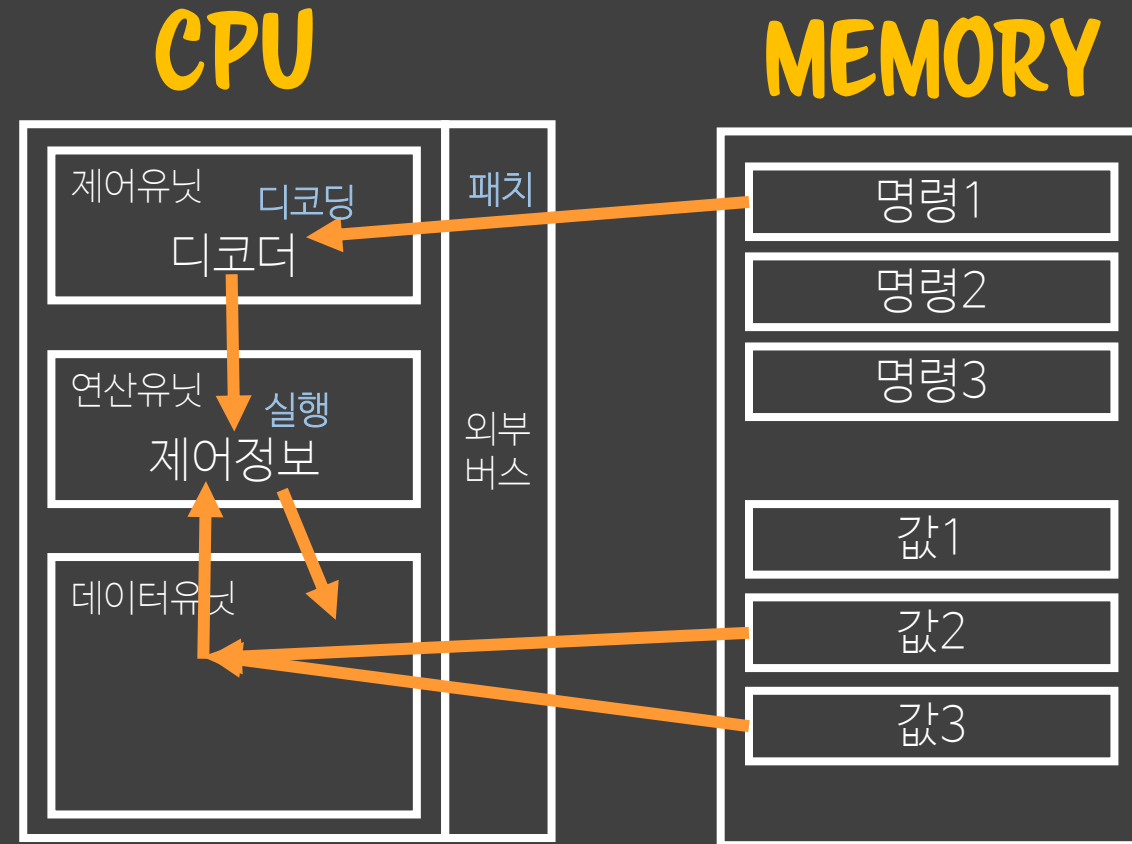 CPU
MEMORY
제어유닛
디코딩
디코더
패치
연산유닛
실행
제어정보
외부
버스
데이터유닛
명령1
명령2
명령3
값1
값2
값3